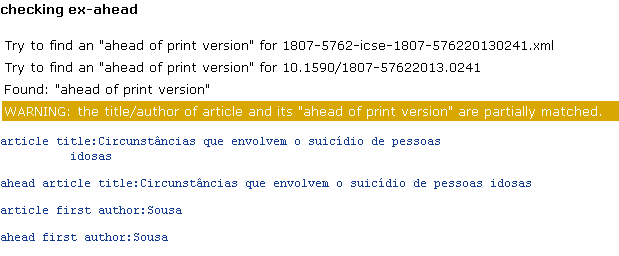 checking ex-ahead
Try to find an "ahead of print version" for 1807-5762-icse-1807-576220130241.xml
Try to find "ahead of print version" for 10.1590/1807-57622013.0241
Found: "ahead of print version"
WARNING: the title/author of article and its "ahead of print version" are partially matched.
article title:Circunstâncias que envolvem o suicídio de pessoas
idosas
ahead article title:Circunstâncias que envolvem o suicídio de pessoas idosas
article first author:Sousa
ahead first author:Sousa